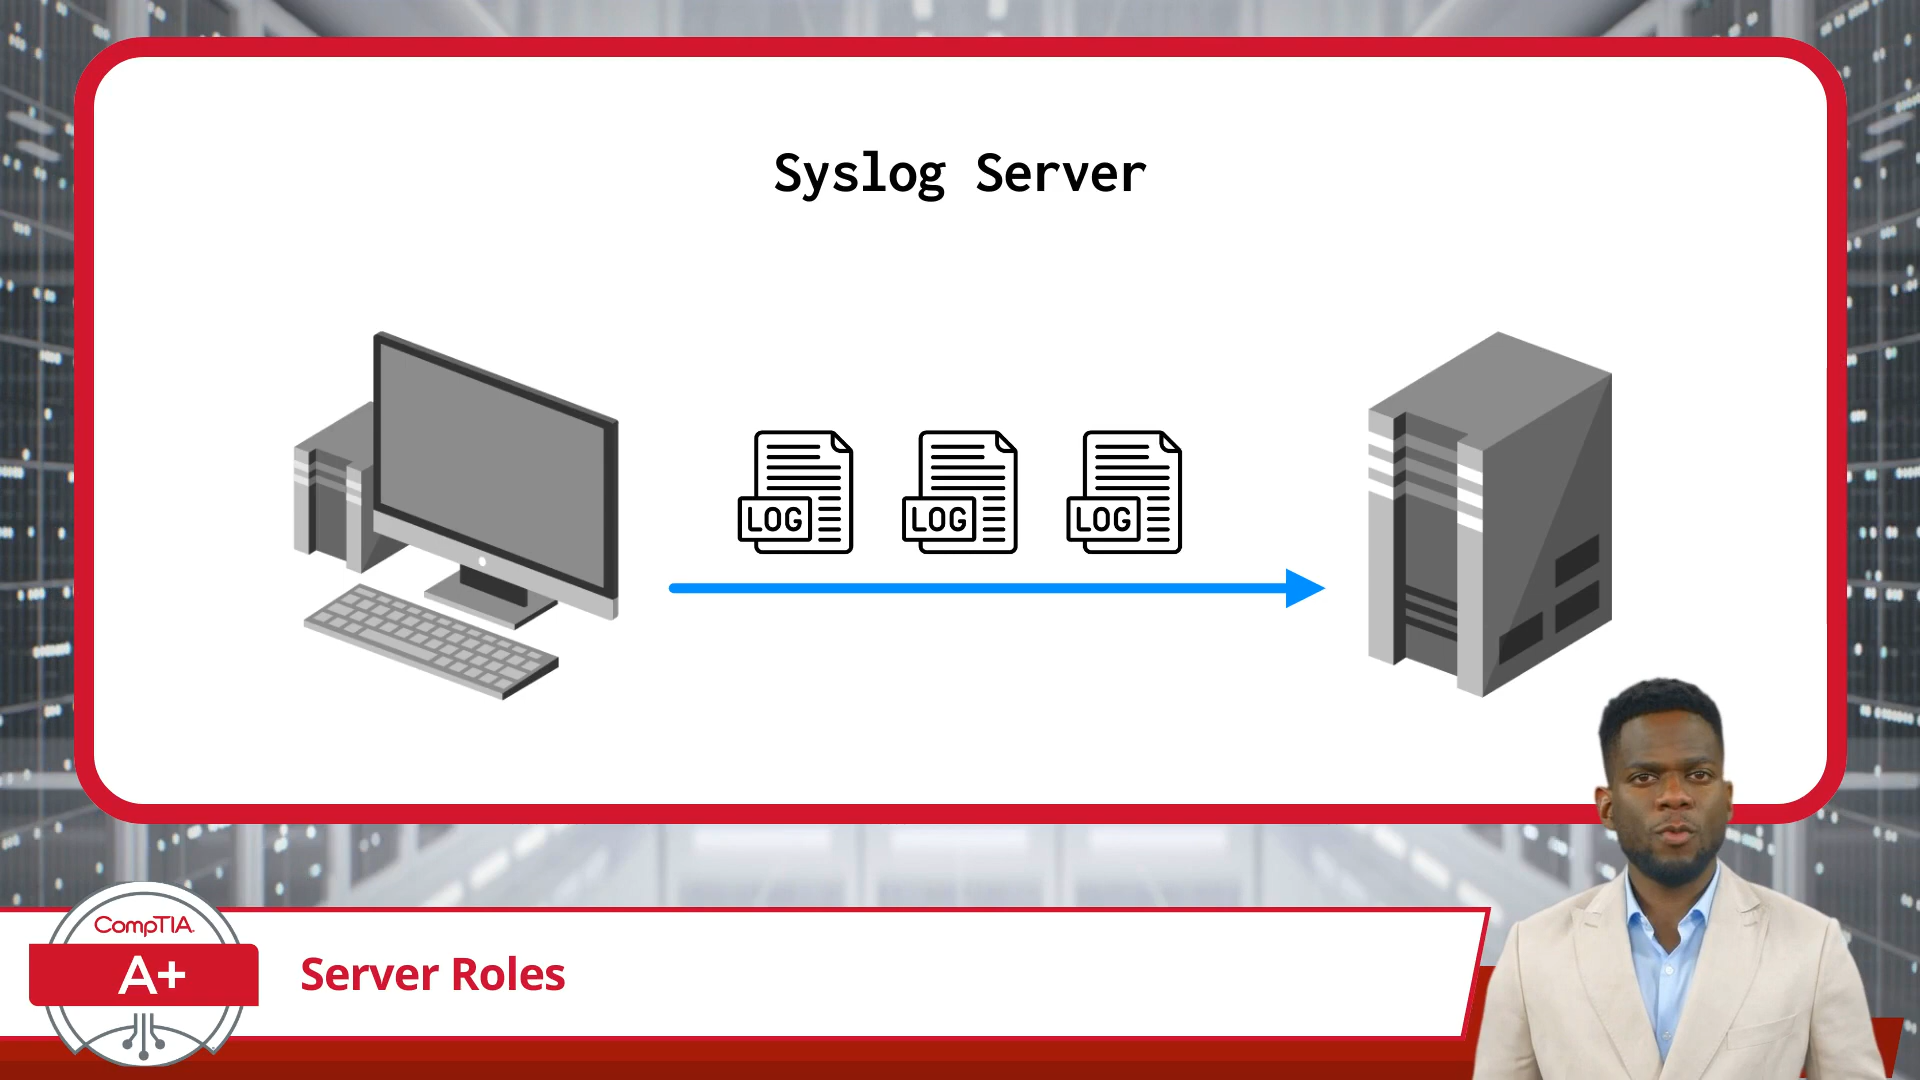 Syslog Server
LOG LOG LOG
CompTIA.
A+
Server Roles